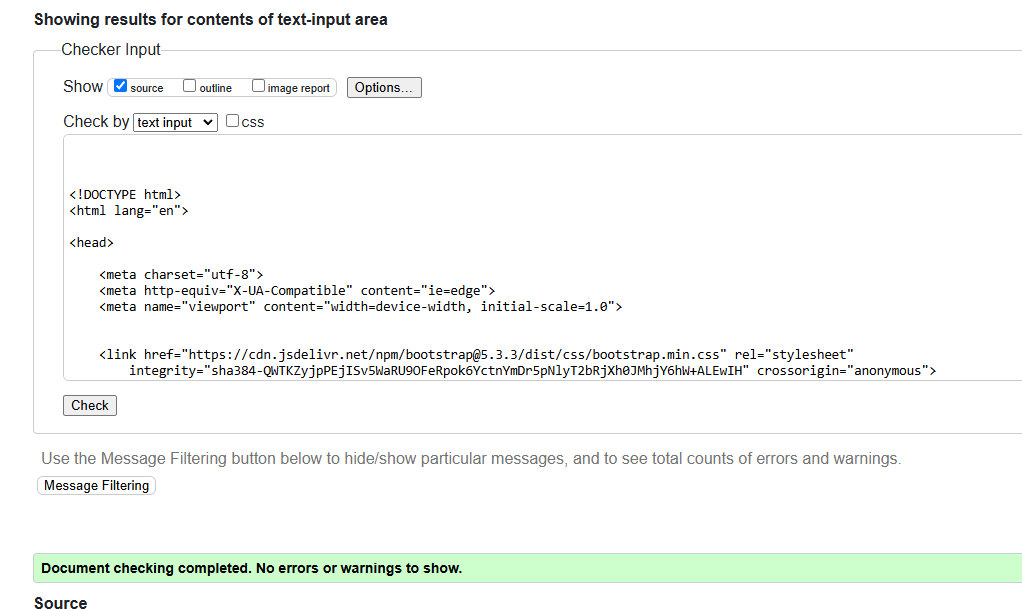 Showing results for contents of text-input area
Checker Input
Show source outline image report Options...
Check by text input css
<!DOCTYPE html>
<html lang="en">
<head>
<meta charset="utf-8">
<meta http-equiv="X-UA-Compatible" content="ie=edge">
<meta name="viewport" content="width=device-width, initial-scale=1.0">
<link href="https://cdn.jsdelivr.net/npm/bootstrap@5.3.3/dist/css/bootstrap.min.css" rel="stylesheet"
integrity="sha384-QWTKZyjpPEjISv5WaRU9OFeRpok6YctnYmDr5pNlyT2bRjXh0JMhjY6hW+ALEwIH" crossorigin="anonymous">
Check
Use the Message Filtering button below to hide/show particular messages, and to see total counts of errors and warnings.
Message Filtering
Document checking completed. No errors or warnings to show.
Source